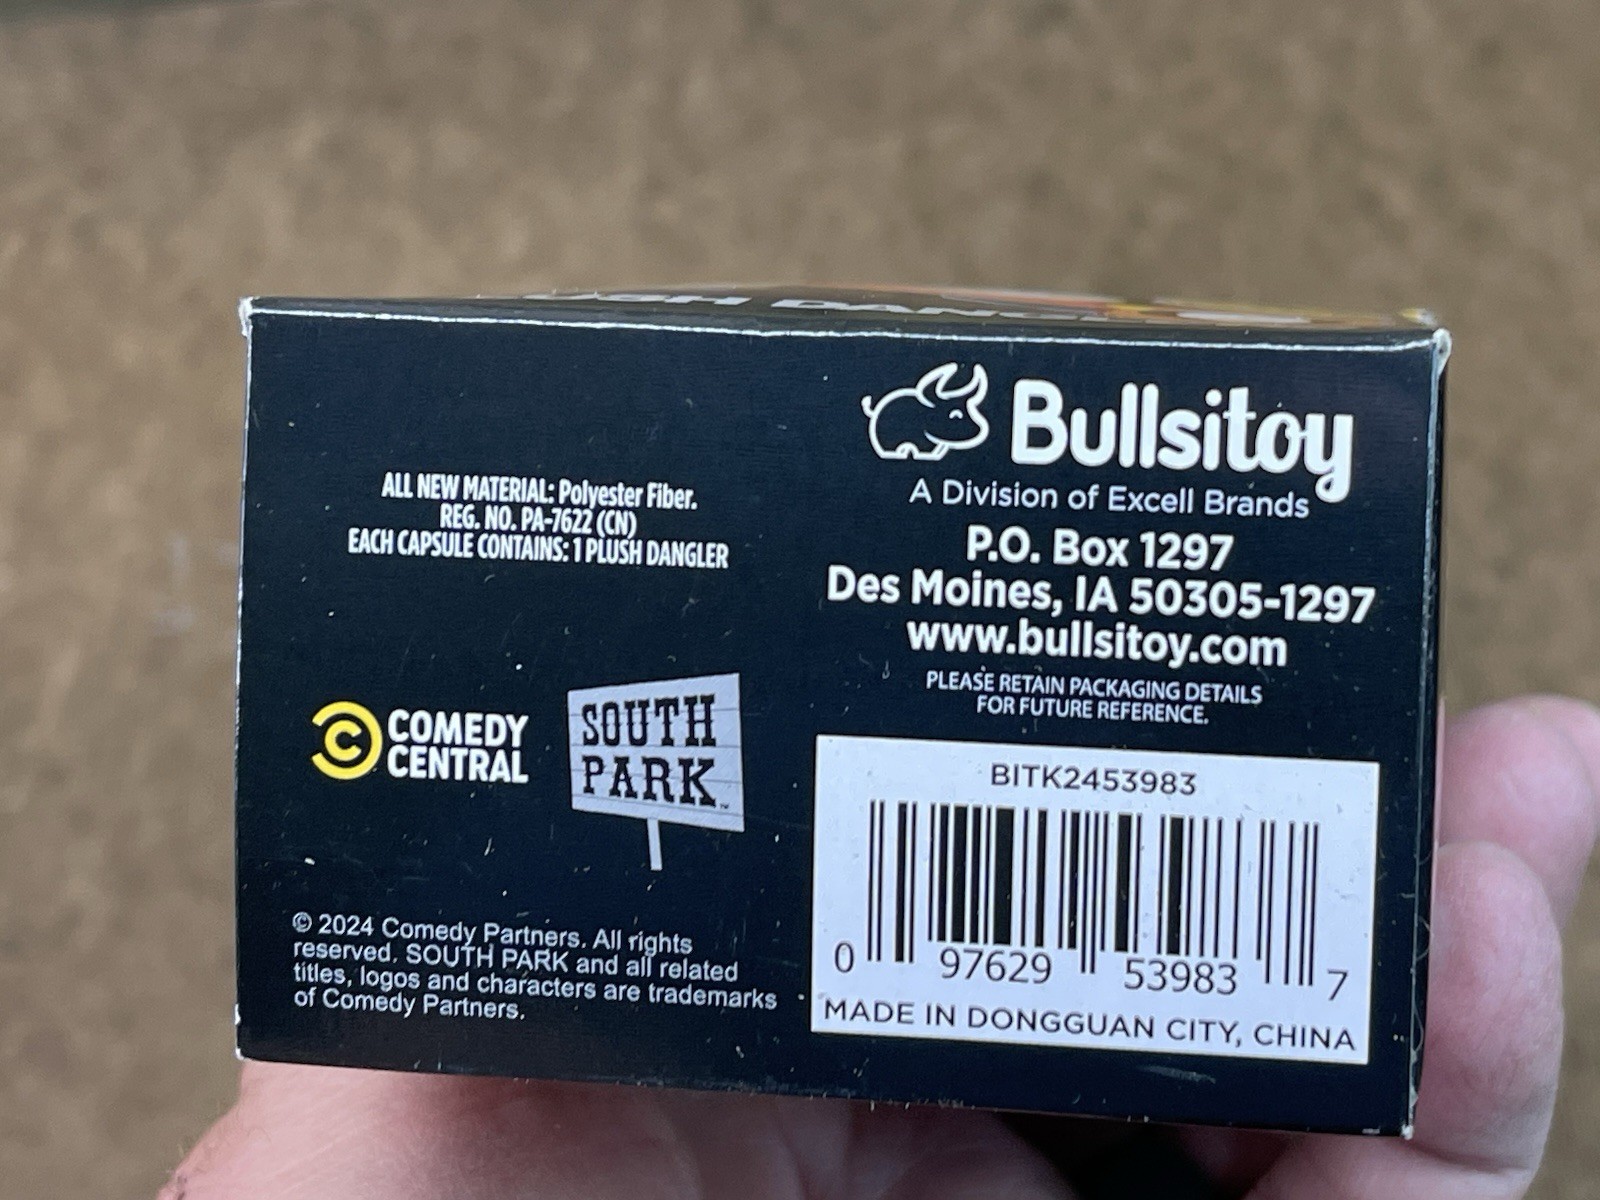 ALL NEW MATERIAL: Polyester Fiber.
REG. NO. PA-7622 (CN)
EACH CAPSULE CONTAINS: 1 PLUSH DANGLER
COMEDY
CENTRAL
SOUTH
PARK™
© 2024 Comedy Partners. All rights
reserved. SOUTH PARK and all related
titles, logos and characters are trademarks
of Comedy Partners.
Bullsitoy
A Division of Excell Brands
P.O. Box 1297
Des Moines, IA 50305-1297
www.bullsitoy.com
PLEASE RETAIN PACKAGING DETAILS
FOR FUTURE REFERENCE.
BITK2453983
0 97629 53983 7
MADE IN DONGGUAN CITY, CHINA